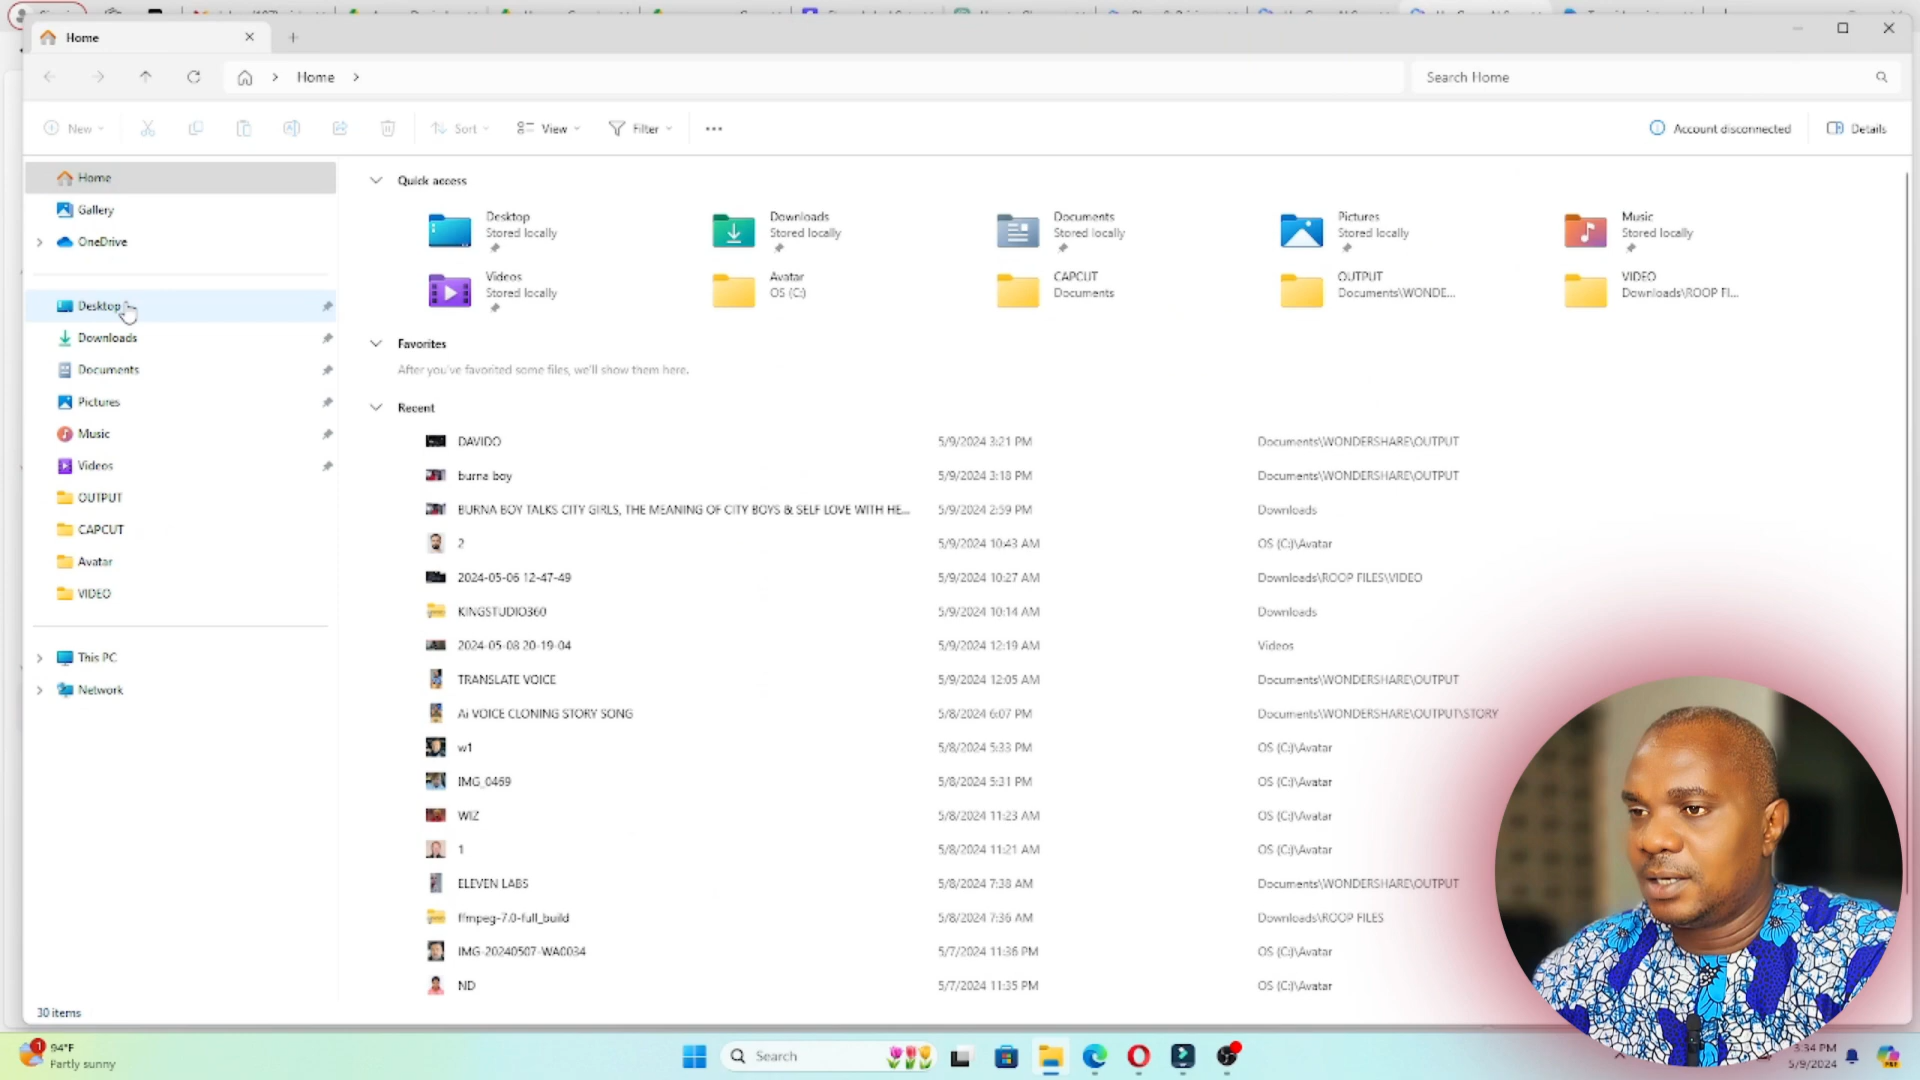 Home
Home
Search Home
New
Sort
View
Filter
Account disconnected
Details
Home
Gallery
OneDrive
Desktop
Downloads
Documents
Pictures
Music
Videos
OUTPUT
CAPCUT
Avatar
VIDEO
This PC
Network
Quick access
Desktop
Stored locally
Downloads
Stored locally
Documents
Stored locally
Pictures
Stored locally
Music
Stored locally
Videos
Stored locally
Avatar
OS (C:)
CAPCUT
Documents
OUTPUT
Documents\WONDE...
VIDEO
Downloads\ROOP FI...
Favorites
After you've favorited some files, we'll show them here.
Recent
DAVIDO 5/9/2024 3:21 PM Documents\WONDERSHARE\OUTPUT
burna boy 5/9/2024 3:18 PM Documents\WONDERSHARE\OUTPUT
BURNA BOY TALKS CITY GIRLS, THE MEANING OF CITY BOYS & SELF LOVE WITH HE... 5/9/2024 2:59 PM Downloads
2 5/9/2024 10:43 AM OS (C:)\Avatar
2024-05-06 12-47-49 5/9/2024 10:27 AM Downloads\ROOP FILES\VIDEO
KINGSTUDIO360 5/9/2024 10:14 AM Downloads
2024-05-08 20-19-04 5/9/2024 12:19 AM Videos
TRANSLATE VOICE 5/9/2024 12:05 AM Documents\WONDERSHARE\OUTPUT
Ai VOICE CLONING STORY SONG 5/8/2024 6:07 PM Documents\WONDERSHARE\OUTPUT\STORY
w1 5/8/2024 5:33 PM OS (C:)\Avatar
IMG_0469 5/8/2024 5:31 PM OS (C:)\Avatar
WIZ 5/8/2024 11:23 AM OS (C:)\Avatar
1 5/8/2024 11:21 AM OS (C:)\Avatar
ELEVEN LABS 5/8/2024 7:38 AM Documents\WONDERSHARE\OUTPUT
ffmpeg-7.0-full_build 5/8/2024 7:36 AM Downloads\ROOP FILES
IMG-20240507-WA0034 5/7/2024 11:36 PM OS (C:)\Avatar
ND 5/7/2024 11:35 PM OS (C:)\Avatar
30 items
1
94°F
Partly sunny
Search
3:34 PM
5/9/2024